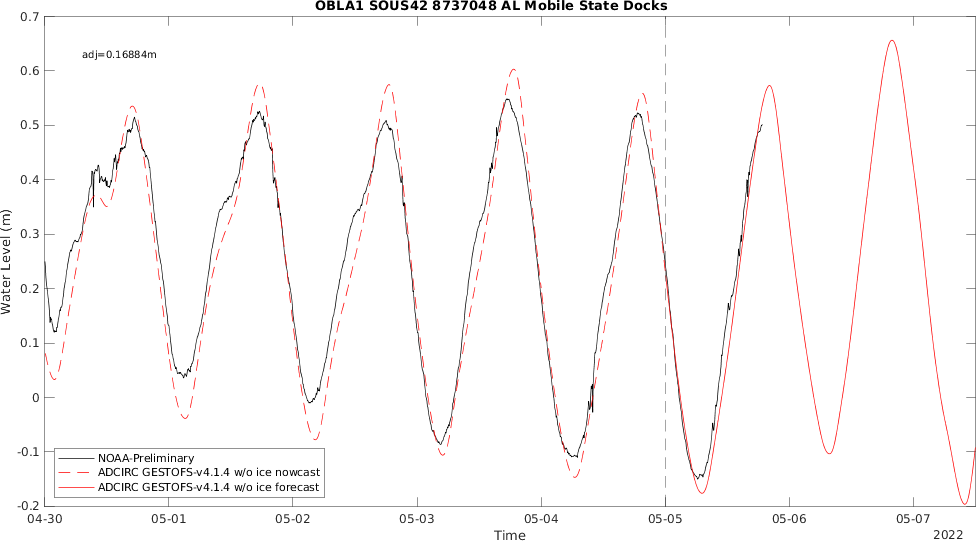 OBLA1 SOUS42 8737048 AL Mobile State Docks
0.7
adj=0.16884m
0.6
0.5
0.4
0.3
0.2
0.1
0
-0.1
-0.2
Water Level (m)
NOAA-Preliminary
ADCIRC GESTOFS-v4.1.4 w/o ice nowcast
ADCIRC GESTOFS-v4.1.4 w/o ice forecast
04-30 05-01 05-02 05-03 05-04 05-05 05-06 05-07
Time
2022